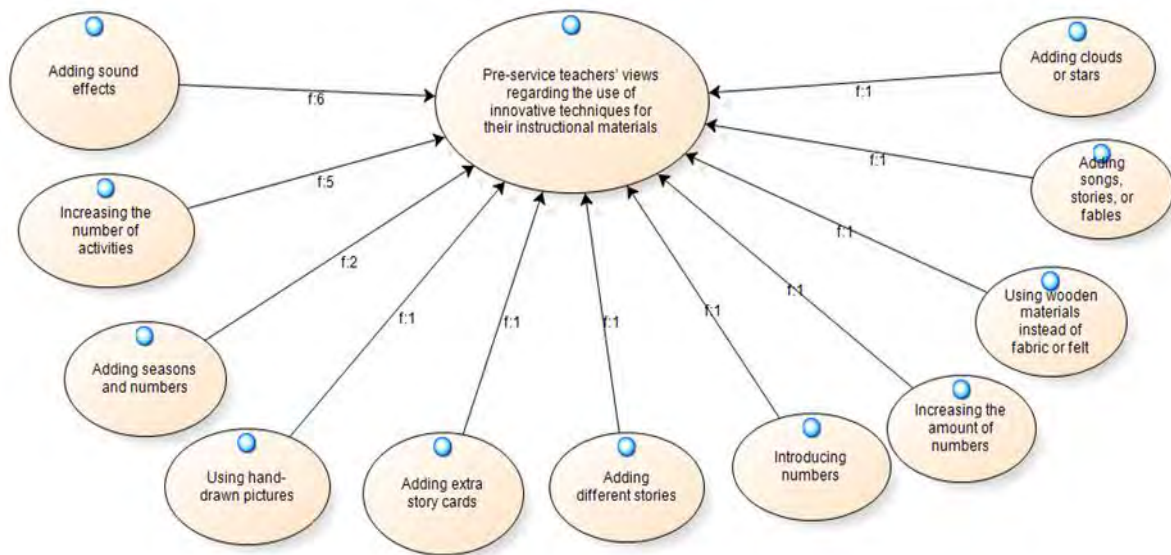 Adding sound
effects
Pre-service teachers' views
regarding the use of
innovative techniques for
their instructional materials
Adding clouds
or stars
f:6
f:1
Increasing the
number of
activities
f:5
f:1
Adding
songs,
stories, or
fables
Adding seasons
and numbers
f:2
f:1
Using wooden
materials
instead of
fabric or felt
Using hand-
drawn pictures
f:1
Adding extra
story cards
f:1
Adding
different stories
f:1
Introducing
numbers
f:1
Increasing the
amount of
numbers
f:1